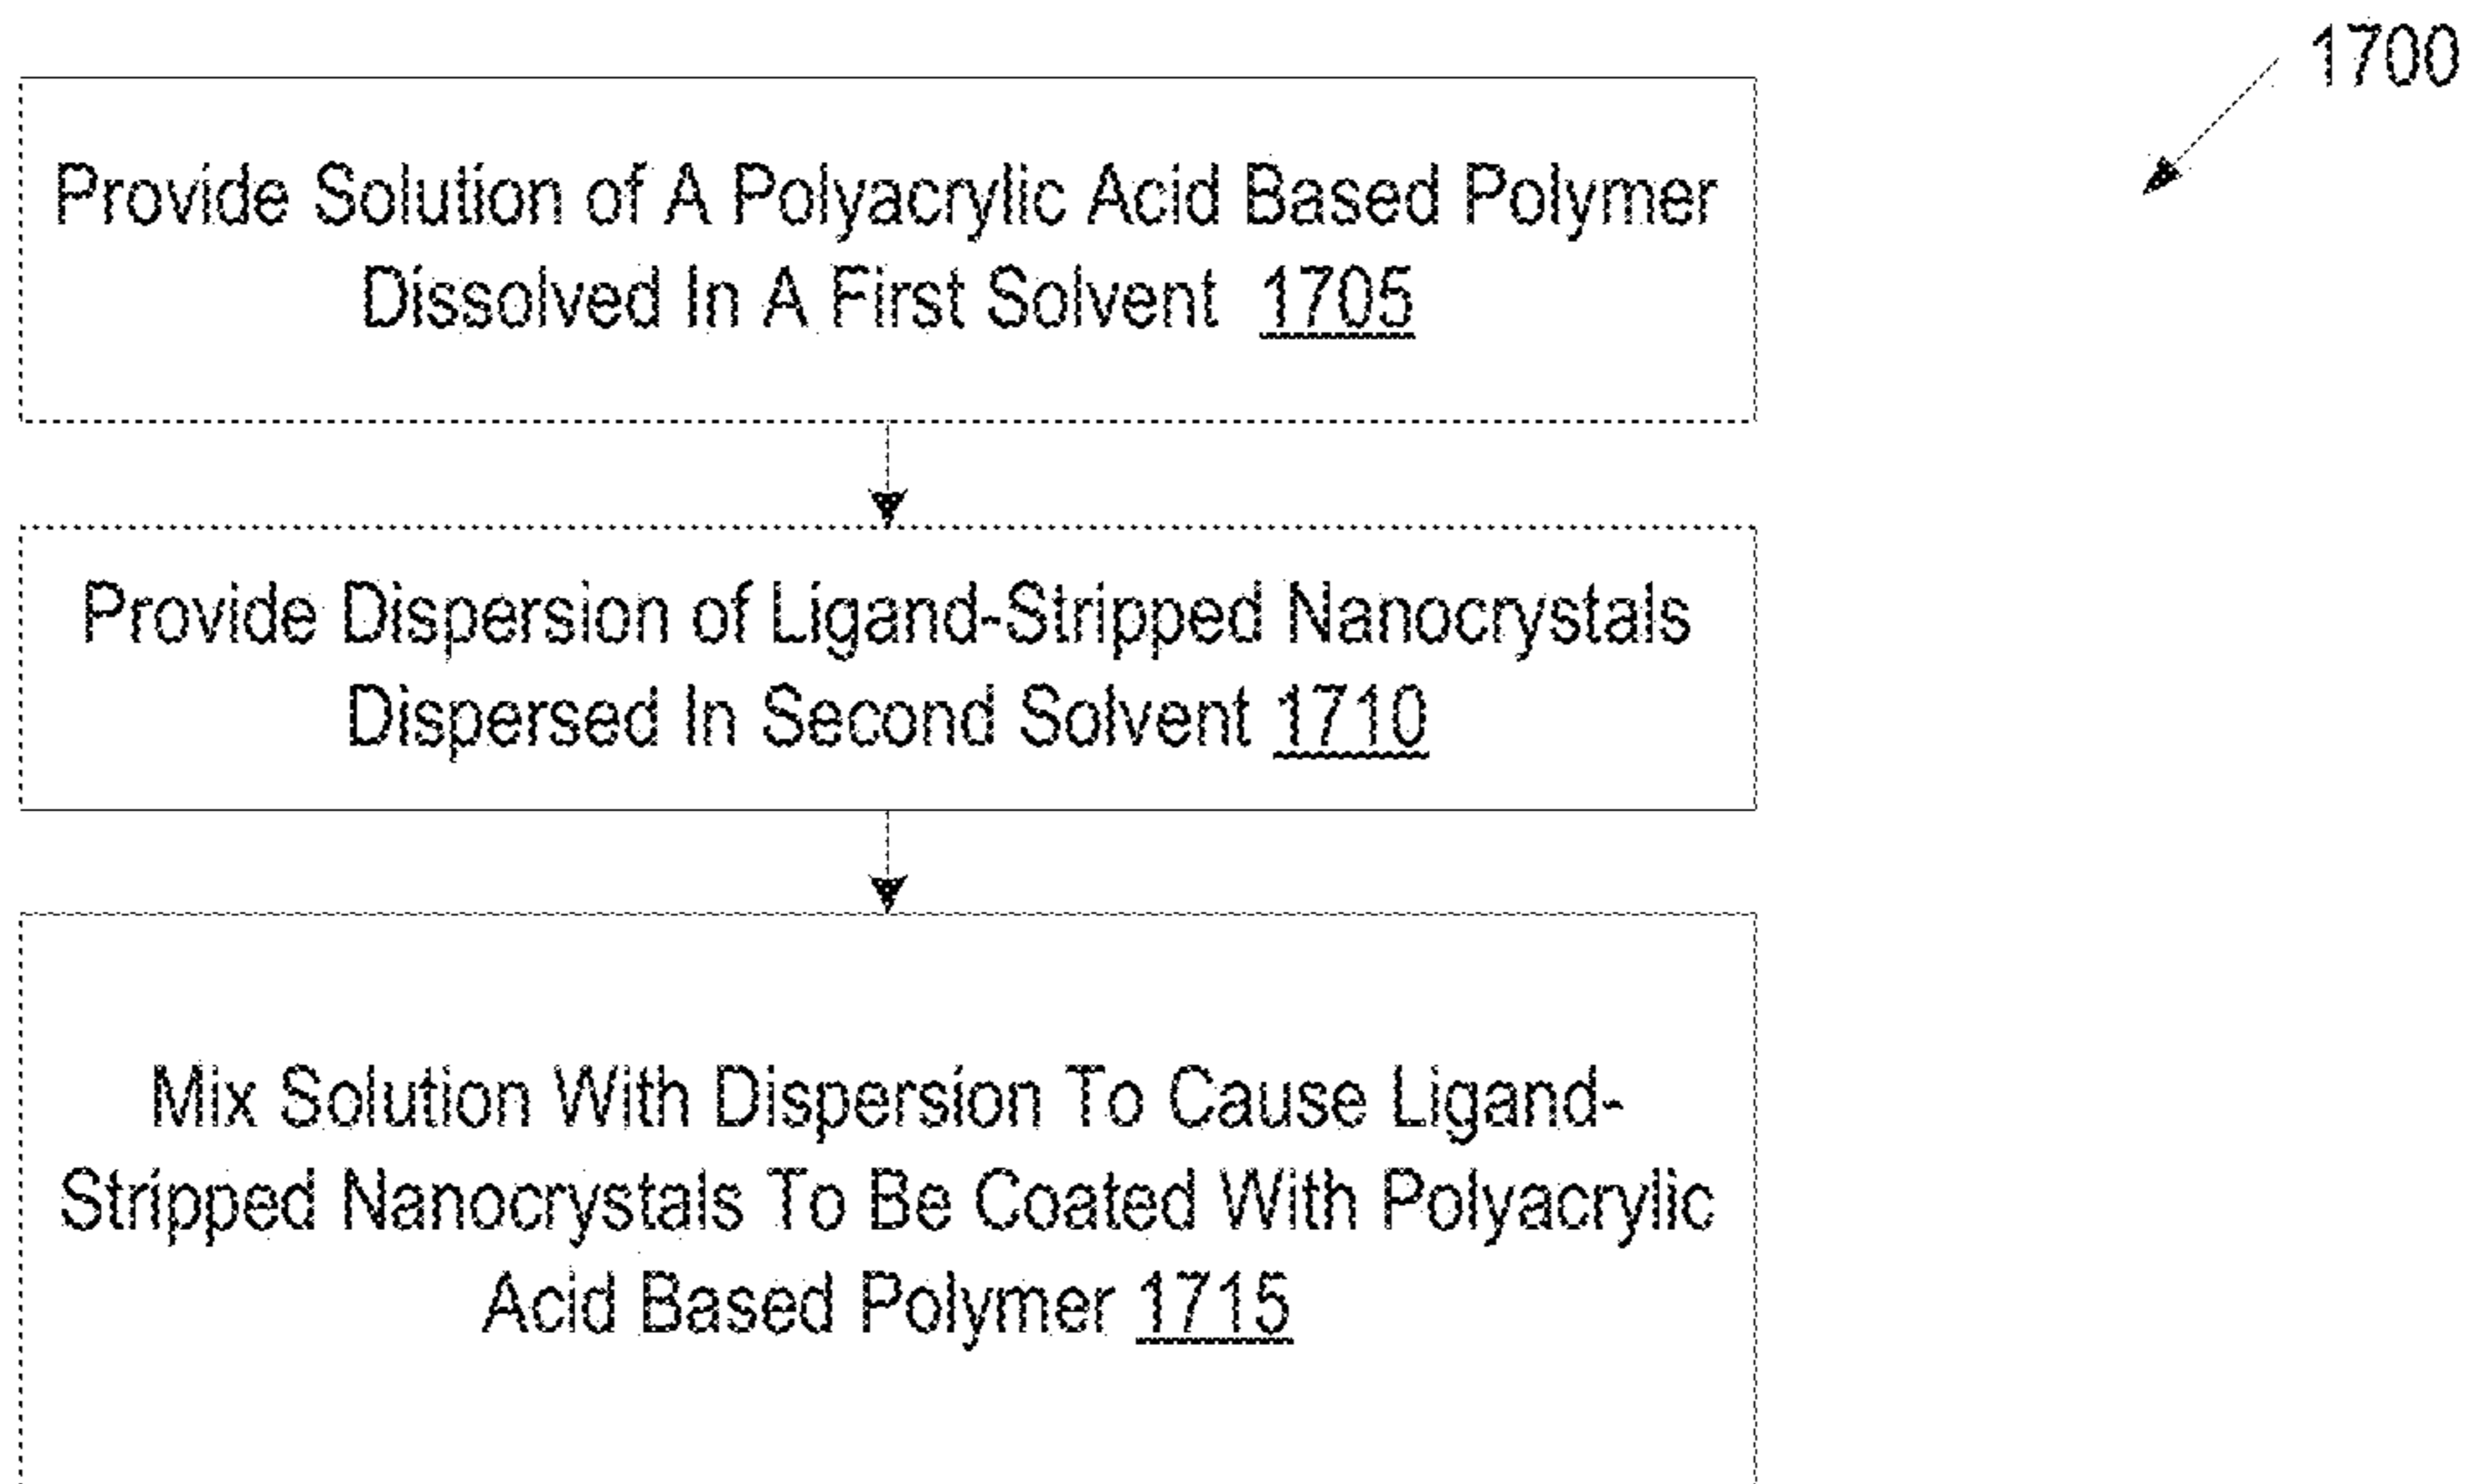 1700
Provide Solution of A Polyacrylic Acid Based Polymer
Dissolved In A First Solvent 1705
Provide Dispersion of Ligand-Stripped Nanocrystals
Dispersed In Second Solvent 1710
Mix Solution With Dispersion To Cause Ligand-
Stripped Nanocrystals To Be Coated With Polyacrylic
Acid Based Polymer 1715